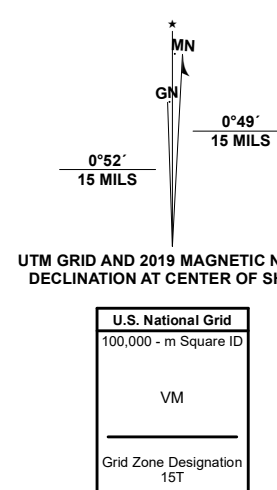 ★
MN
GN
0°49´
15 MILS
0°52´
15 MILS
UTM GRID AND 2019 MAGNETIC N
DECLINATION AT CENTER OF SH
U.S. National Grid
100,000 - m Square ID
VM
Grid Zone Designation
15T